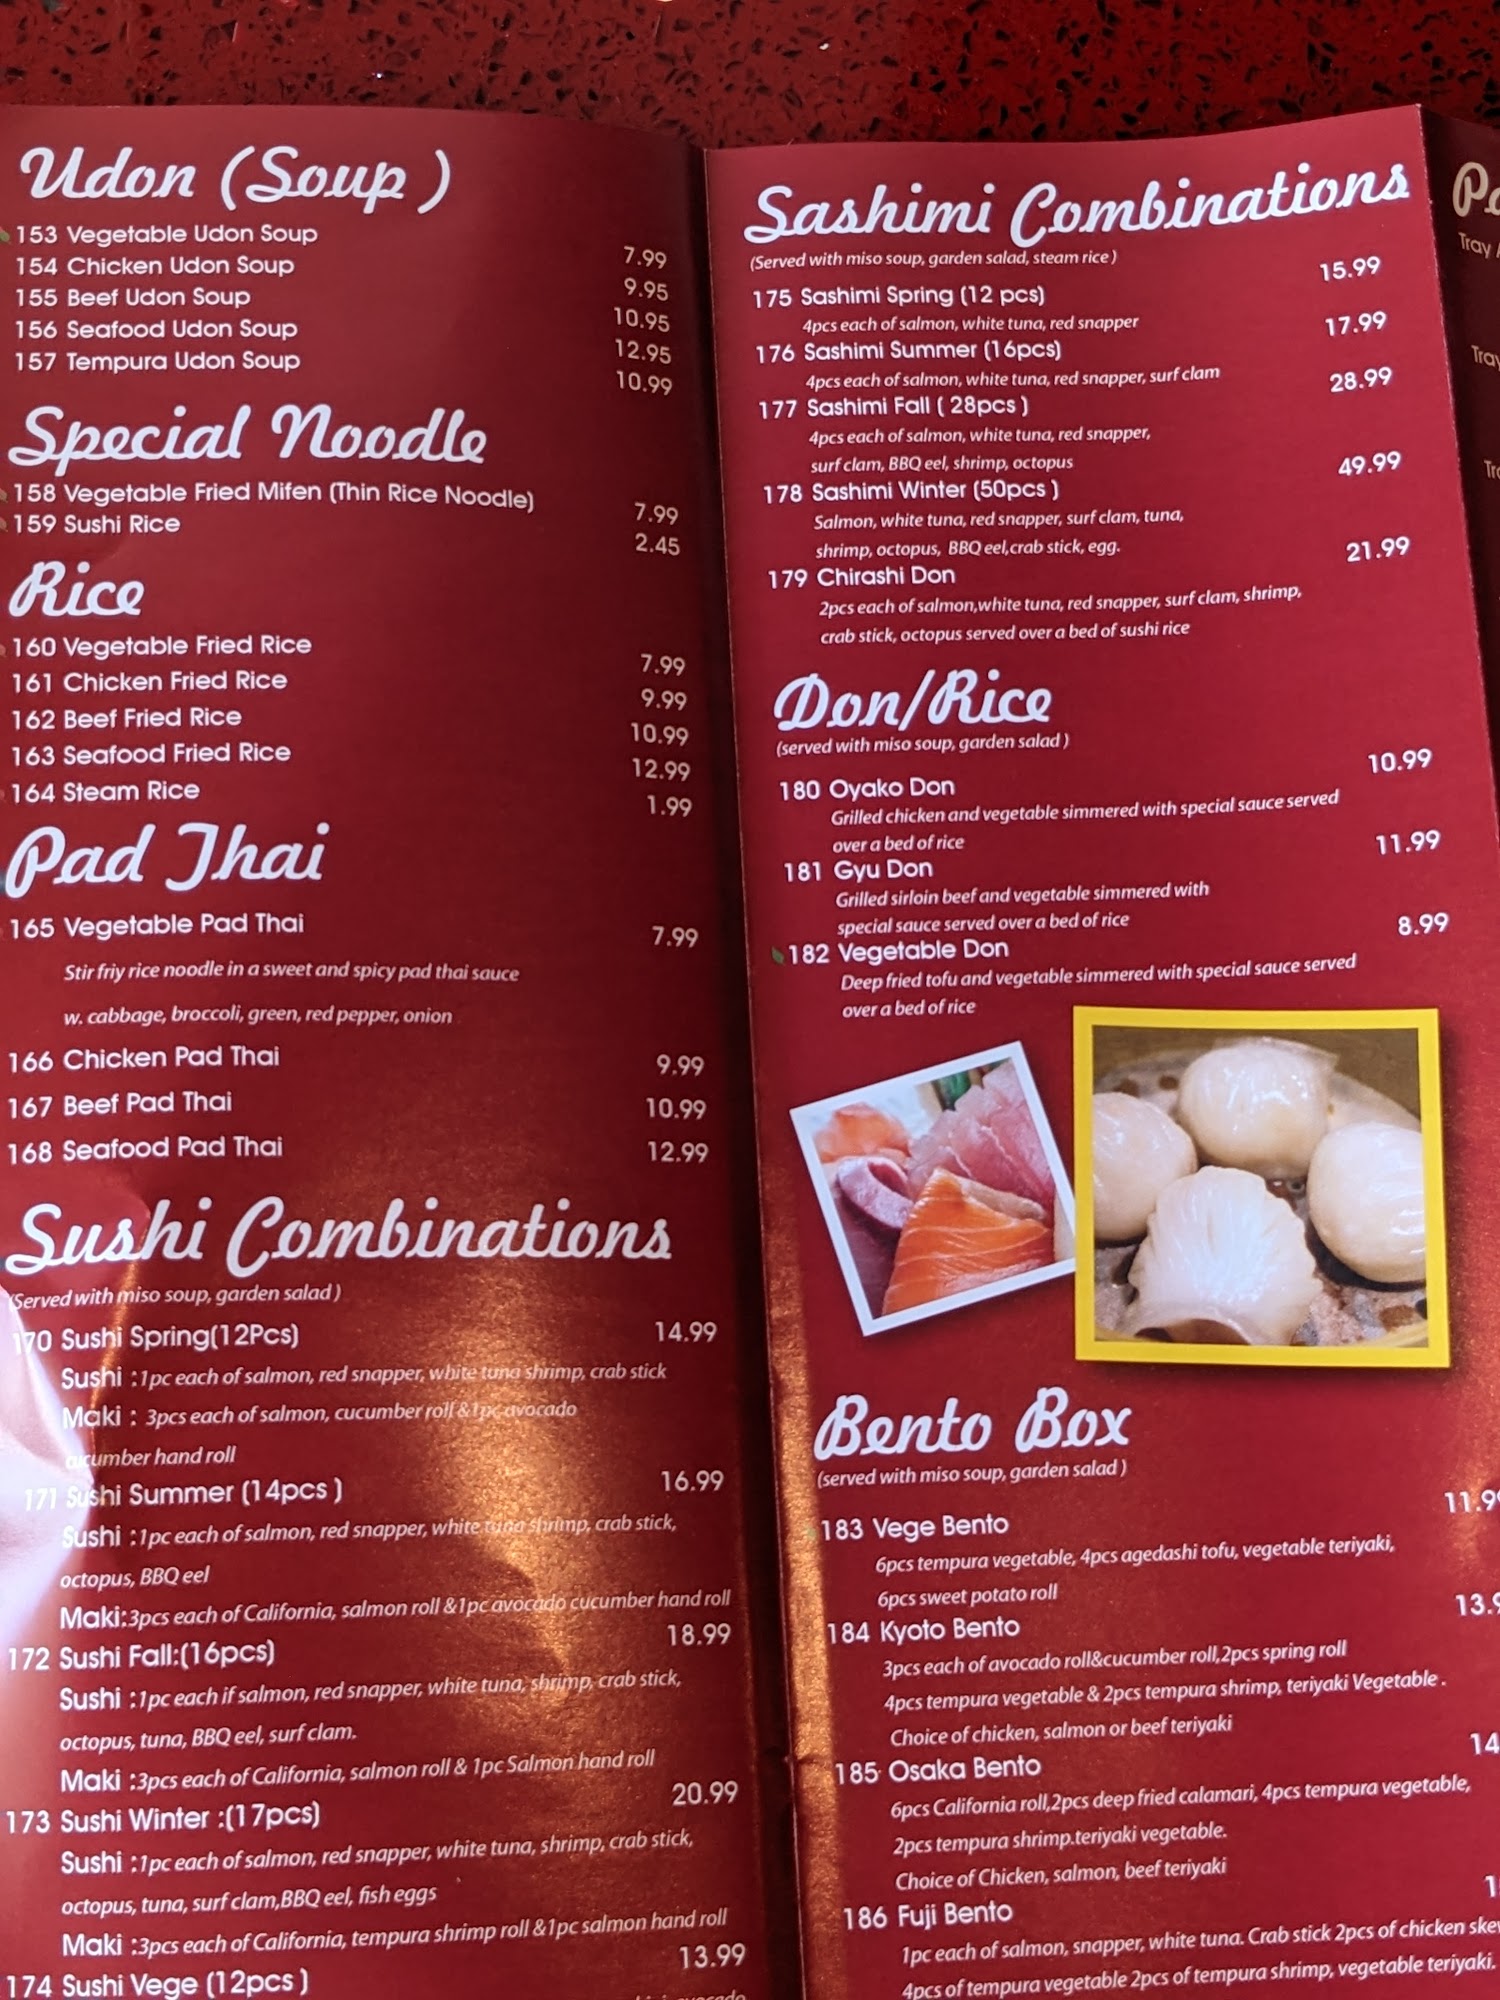 Udon (Soup)
153 Vegetable Udon Soup 7.99
154 Chicken Udon Soup 9.95
155 Beef Udon Soup 10.95
156 Seafood Udon Soup 12.95
157 Tempura Udon Soup 10.99
Special Noodle
158 Vegetable Fried Mifen (Thin Rice Noodle) 7.99
159 Sushi Rice 2.45
Rice
160 Vegetable Fried Rice 7.99
161 Chicken Fried Rice 9.99
162 Beef Fried Rice 10.99
163 Seafood Fried Rice 12.99
164 Steam Rice 1.99
Pad Thai
165 Vegetable Pad Thai 7.99
Stir friy rice noodle in a sweet and spicy pad thai sauce
w. cabbage, broccoli, green, red pepper, onion
166 Chicken Pad Thai 9.99
167 Beef Pad Thai 10.99
168 Seafood Pad Thai 12.99
Sushi Combinations
(Served with miso soup, garden salad )
170 Sushi Spring(12Pcs) 14.99
Sushi :1pc each of salmon, red snapper, white tuna shrimp, crab stick
Maki : 3pcs each of salmon, cucumber roll &1pc avocado
cucumber hand roll
171 Sushi Summer (14pcs ) 16.99
Sushi :1pc each of salmon, red snapper, white tuna shrimp, crab stick,
octopus, BBQ eel
Maki:3pcs each of California, salmon roll &1pc avocado cucumber hand roll
172 Sushi Fall:(16pcs) 18.99
Sushi :1pc each if salmon, red snapper, white tuna, shrimp, crab stick,
octopus, tuna, BBQ eel, surf clam.
Maki :3pcs each of California, salmon roll & 1pc Salmon hand roll
173 Sushi Winter :(17pcs) 20.99
Sushi :1pc each of salmon, red snapper, white tuna, shrimp, crab stick,
octopus, tuna, surf clam,BBQ eel, fish eggs
Maki :3pcs each of California, tempura shrimp roll &1pc salmon hand roll
174 Sushi Vege (12pcs ) 13.99
avocado
Sashimi Combinations
(Served with miso soup, garden salad, steam rice )
175 Sashimi Spring (12 pcs) 15.99
4pcs each of salmon, white tuna, red snapper
176 Sashimi Summer (16pcs) 17.99
4pcs each of salmon, white tuna, red snapper, surf clam
177 Sashimi Fall ( 28pcs ) 28.99
4pcs each of salmon, white tuna, red snapper,
surf clam, BBQ eel, shrimp, octopus
178 Sashimi Winter (50pcs ) 49.99
Salmon, white tuna, red snapper, surf clam, tuna,
shrimp, octopus, BBQ eel,crab stick, egg.
179 Chirashi Don 21.99
2pcs each of salmon,white tuna, red snapper, surf clam, shrimp,
crab stick, octopus served over a bed of sushi rice
Don/Rice
(served with miso soup, garden salad )
180 Oyako Don 10.99
Grilled chicken and vegetable simmered with special sauce served
over a bed of rice
181 Gyu Don 11.99
Grilled sirloin beef and vegetable simmered with
special sauce served over a bed of rice
182 Vegetable Don 8.99
Deep fried tofu and vegetable simmered with special sauce served
over a bed of rice
Bento Box
(served with miso soup, garden salad )
183 Vege Bento 11.99
6pcs tempura vegetable, 4pcs agedashi tofu, vegetable teriyaki,
6pcs sweet potato roll
184 Kyoto Bento 13.9
3pcs each of avocado roll&cucumber roll,2pcs spring roll
4pcs tempura vegetable & 2pcs tempura shrimp, teriyaki Vegetable .
Choice of chicken, salmon or beef teriyaki
185 Osaka Bento 14
6pcs California roll,2pcs deep fried calamari, 4pcs tempura vegetable,
2pcs tempura shrimp.teriyaki vegetable.
Choice of Chicken, salmon, beef teriyaki
186 Fuji Bento
1pc each of salmon, snapper, white tuna. Crab stick 2pcs of chicken ske
4pcs of tempura vegetable 2pcs of tempura shrimp, vegetable teriyaki.
Tray
Tray